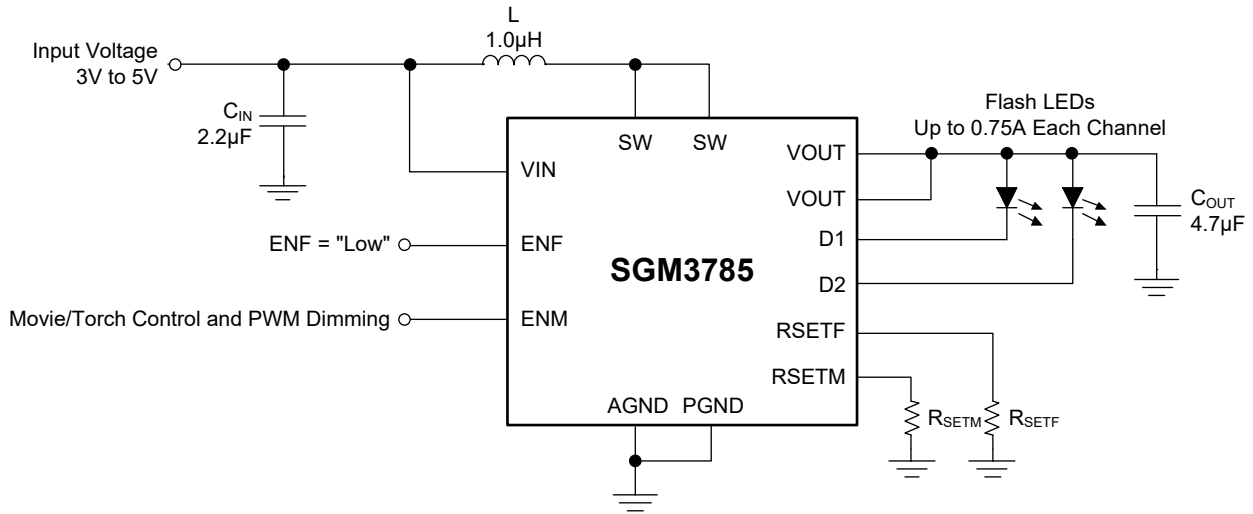 L
1.0µH
Input Voltage
3V to 5V
CIN
2.2µF
Flash LEDs
Up to 0.75A Each Channel
SW SW
VOUT
VIN
VOUT
COUT
4.7µF
D1
ENF = "Low"
ENF
SGM3785
D2
Movie/Torch Control and PWM Dimming
ENM
RSETF
RSETM
AGND PGND
RSETM RSETF